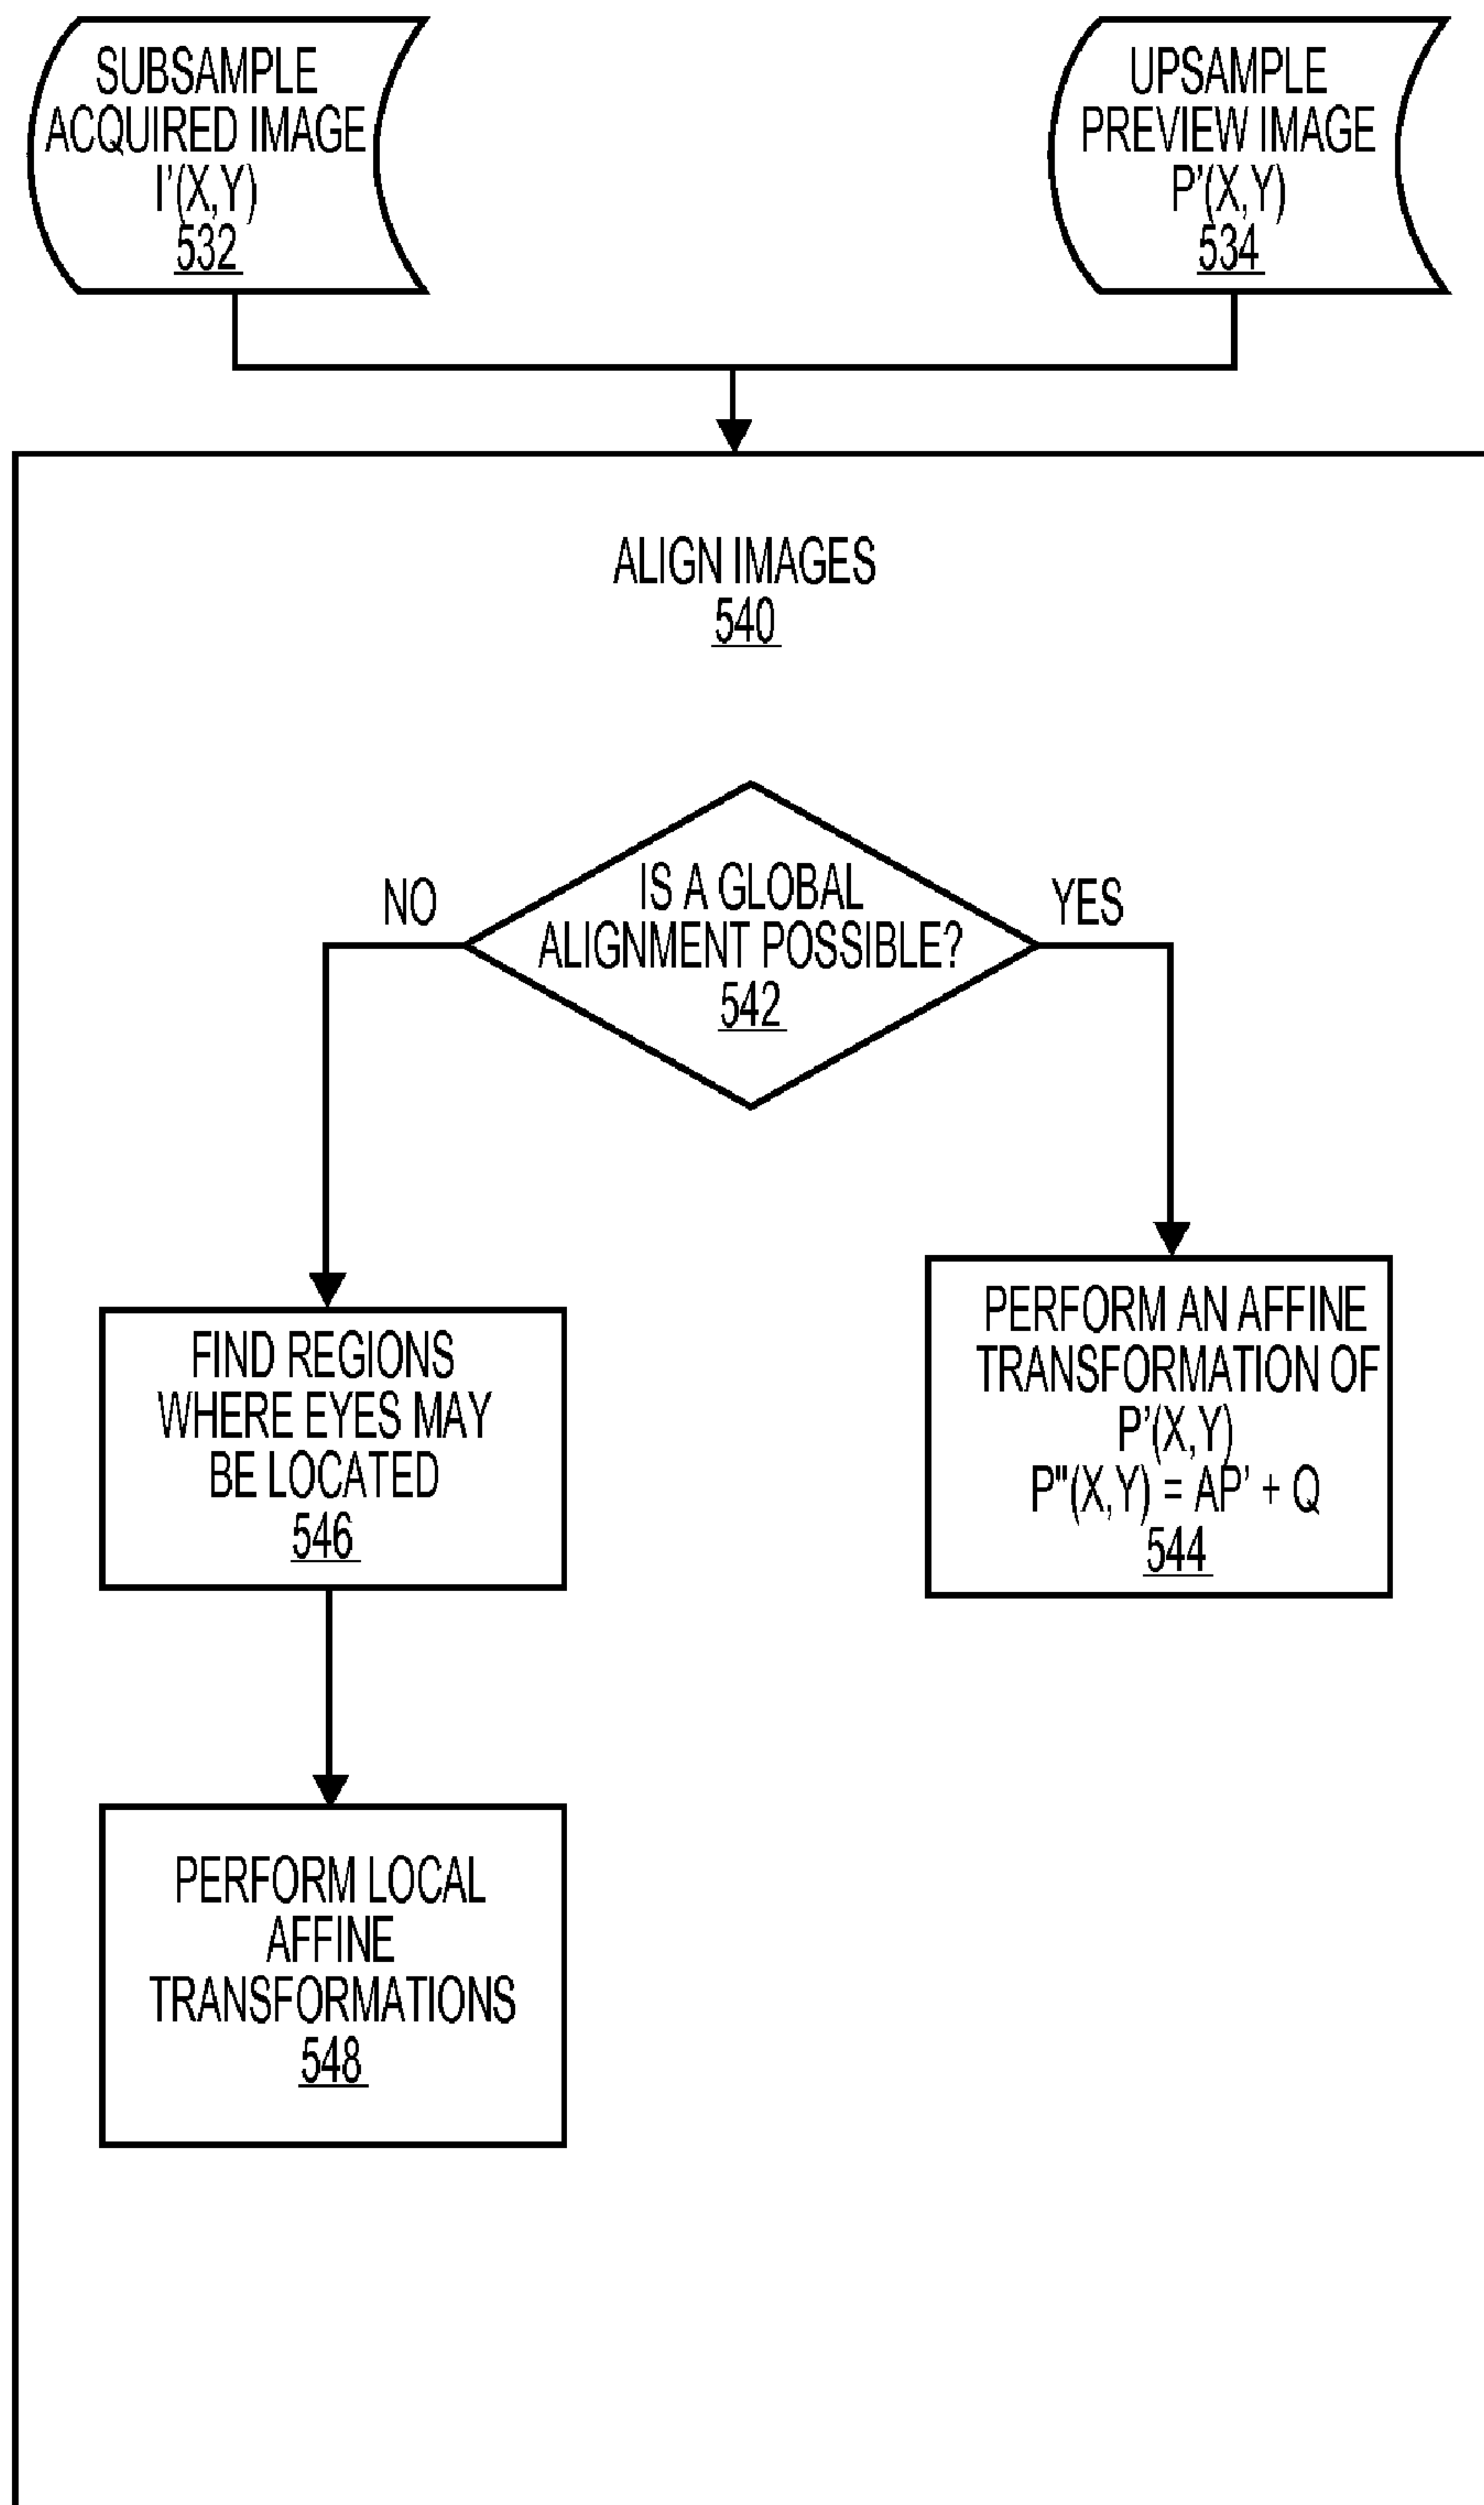 SUBSAMPLE
ACQUIRED IMAGE
I'(X,Y)
532
UPSAMPLE
PREVIEW IMAGE
P'(X,Y)
534
ALIGN IMAGES
540
IS A GLOBAL
ALIGNMENT POSSIBLE?
542
NO
YES
FIND REGIONS
WHERE EYES MAY
BE LOCATED
546
PERFORM AN AFFINE
TRANSFORMATION OF
P'(X,Y)
P"(X,Y) = AP' + Q
544
PERFORM LOCAL
AFFINE
TRANSFORMATIONS
548